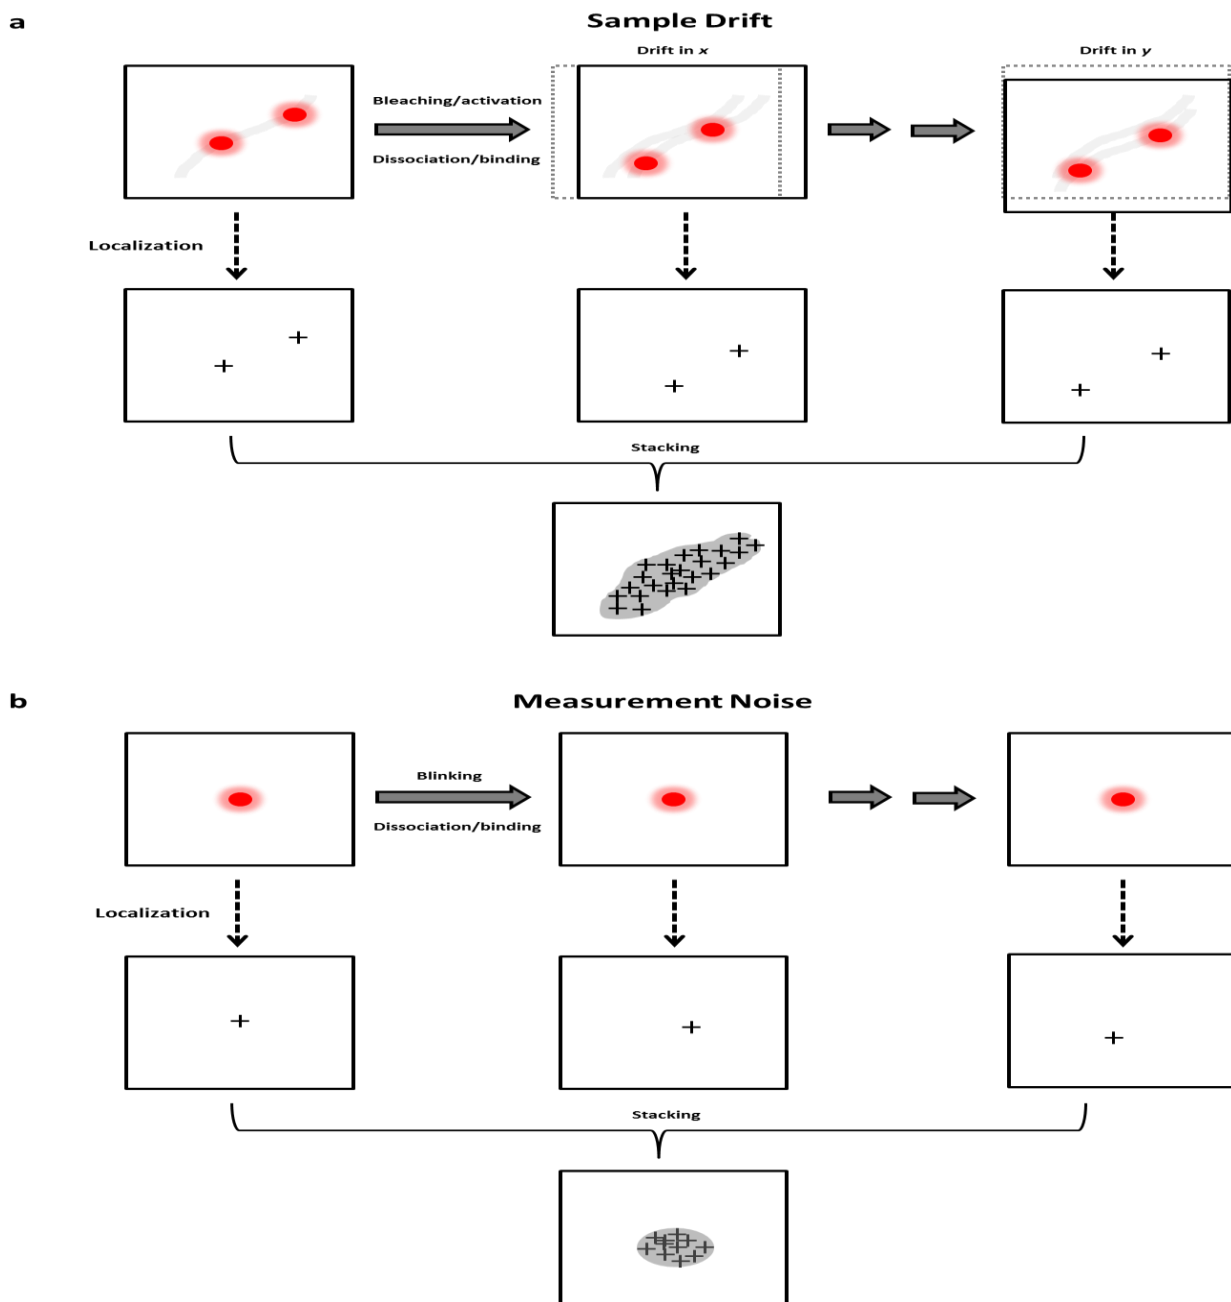 a
Sample Drift
Drift in x
Drift in y
Bleaching/activation
Dissociation/binding
Localization
Stacking
b
Measurement Noise
Blinking
Dissociation/binding
Localization
Stacking